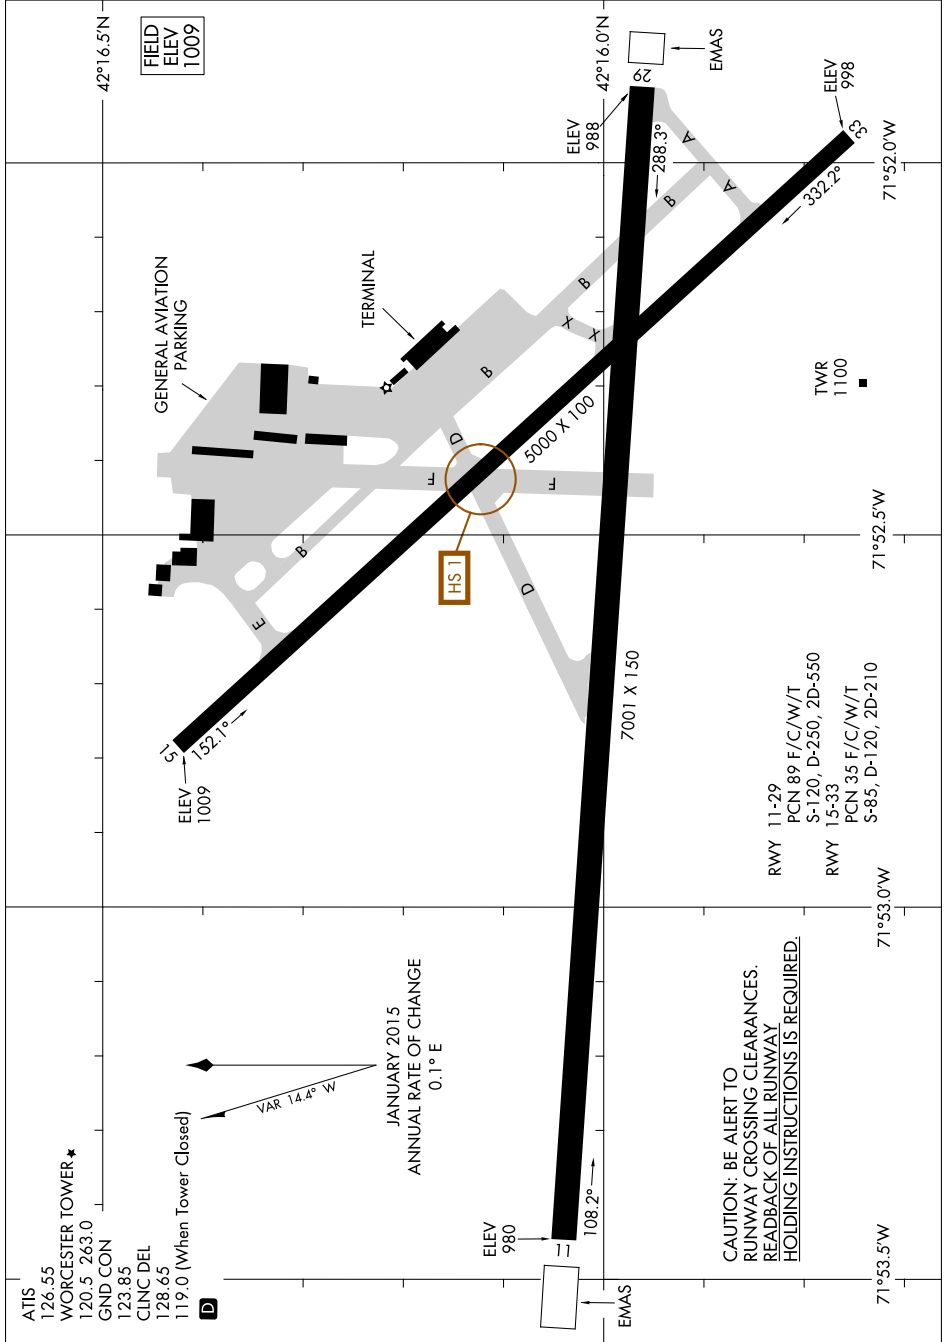 ATIS
126.55
WORCESTER TOWER
120.5 263.0
GND CON
123.85
CLNC DEL
128.65
119.0 (When Tower Closed)
D
FIELD
ELEV
1009
42°16.5'N
42°16.0'N
VAR 14.4° W
JANUARY 2015
ANNUAL RATE OF CHANGE
0.1° E
GENERAL AVIATION
PARKING
TERMINAL
15
152.1°
ELEV
1009
E
B
F
D
B
HS 1
D
F
5000 X 100
X
X
B
B
A
A
ELEV
988
288.3°
29
EMAS
ELEV
998
33
332.2°
ELEV
980
11
108.2°
EMAS
7001 X 150
TWR
1100
RWY 11-29
PCN 89 F/C/W/T
S-120, D-250, 2D-550
RWY 15-33
PCN 35 F/C/W/T
S-85, D-120, 2D-210
CAUTION: BE ALERT TO
RUNWAY CROSSING CLEARANCES.
READBACK OF ALL RUNWAY
HOLDING INSTRUCTIONS IS REQUIRED.
71°53.5'W
71°53.0'W
71°52.5'W
71°52.0'W